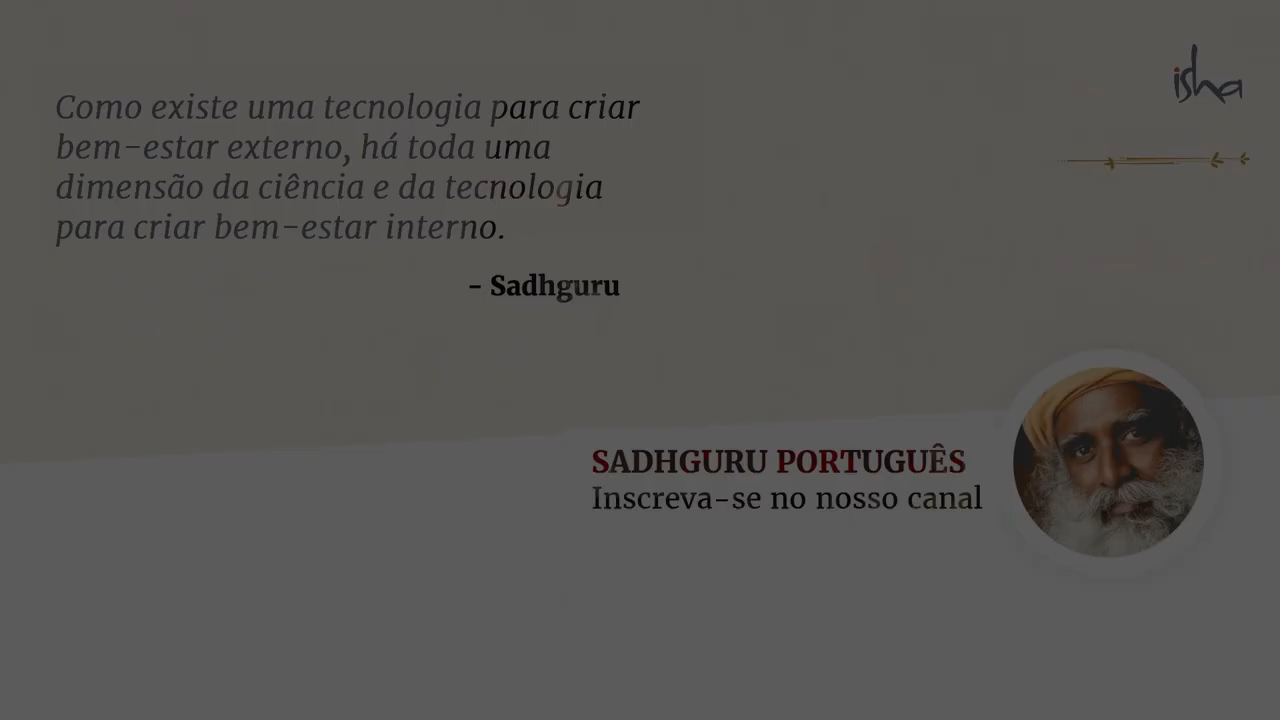 Como existe uma tecnologia para criar
bem-estar externo, há toda uma
dimensão da ciência e da tecnologia
para criar bem-estar interno.
- Sadhguru
isha
SADHGURU PORTUGUÊS
Inscreva-se no nosso canal